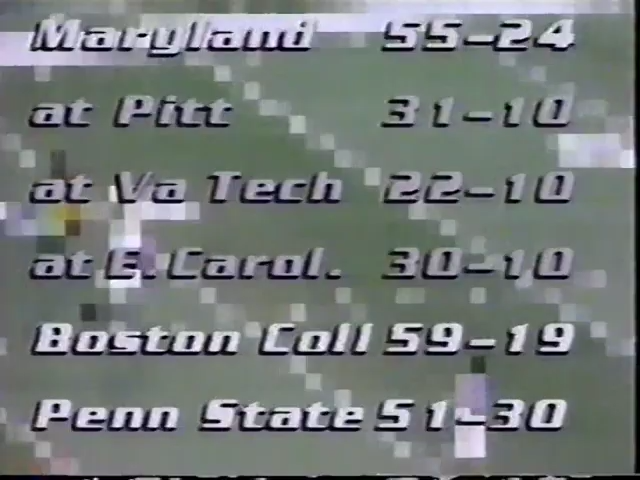 Maryland 55-24
at Pitt 31-10
at Va Tech 22-10
at E.Carol. 30-10
Boston Coll 59-19
Penn State 51-30